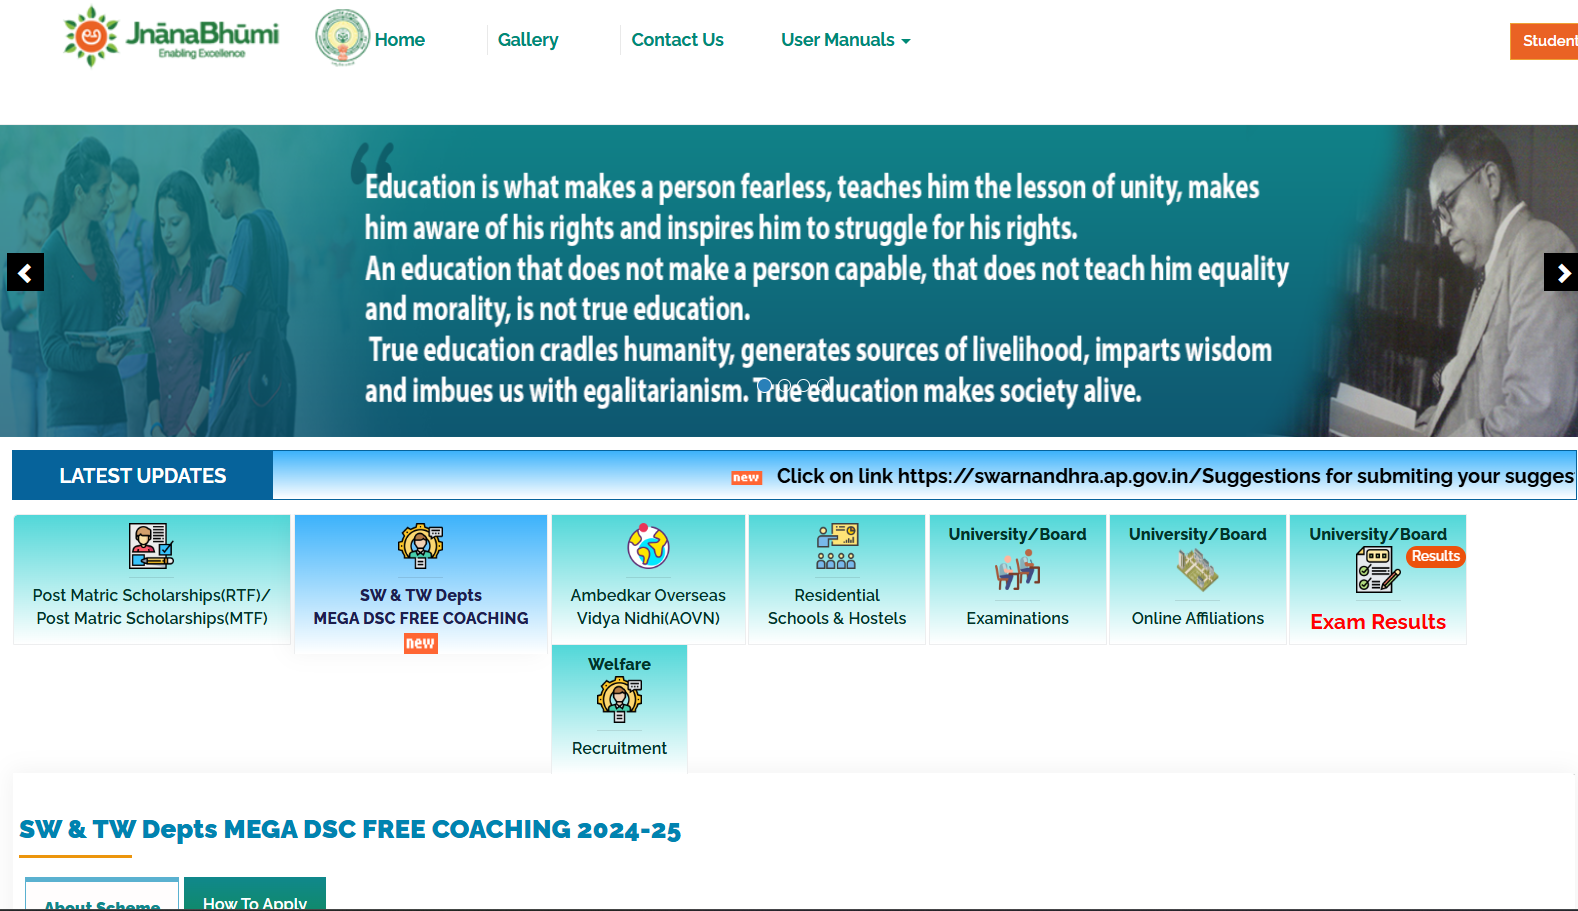 JnānaBhūmi
Enabling Excellence
Home
Gallery
Contact Us
User Manuals
Student
Education is what makes a person fearless, teaches him the lesson of unity, makes
him aware of his rights and inspires him to struggle for his rights.
An education that does not make a person capable, that does not teach him equality
and morality, is not true education.
True education cradles humanity, generates sources of livelihood, imparts wisdom
and imbues us with egalitarianism. True education makes society alive.
LATEST UPDATES
new Click on link https://swarnandhra.ap.gov.in/Suggestions for submiting your sugges
Post Matric Scholarships(RTF)/
Post Matric Scholarships(MTF)
SW & TW Depts
MEGA DSC FREE COACHING
new
Ambedkar Overseas
Vidya Nidhi(AOVN)
Residential
Schools & Hostels
University/Board
Examinations
University/Board
Online Affiliations
University/Board
Results
Exam Results
Welfare
Recruitment
SW & TW Depts MEGA DSC FREE COACHING 2024-25
About Scheme
How To Apply